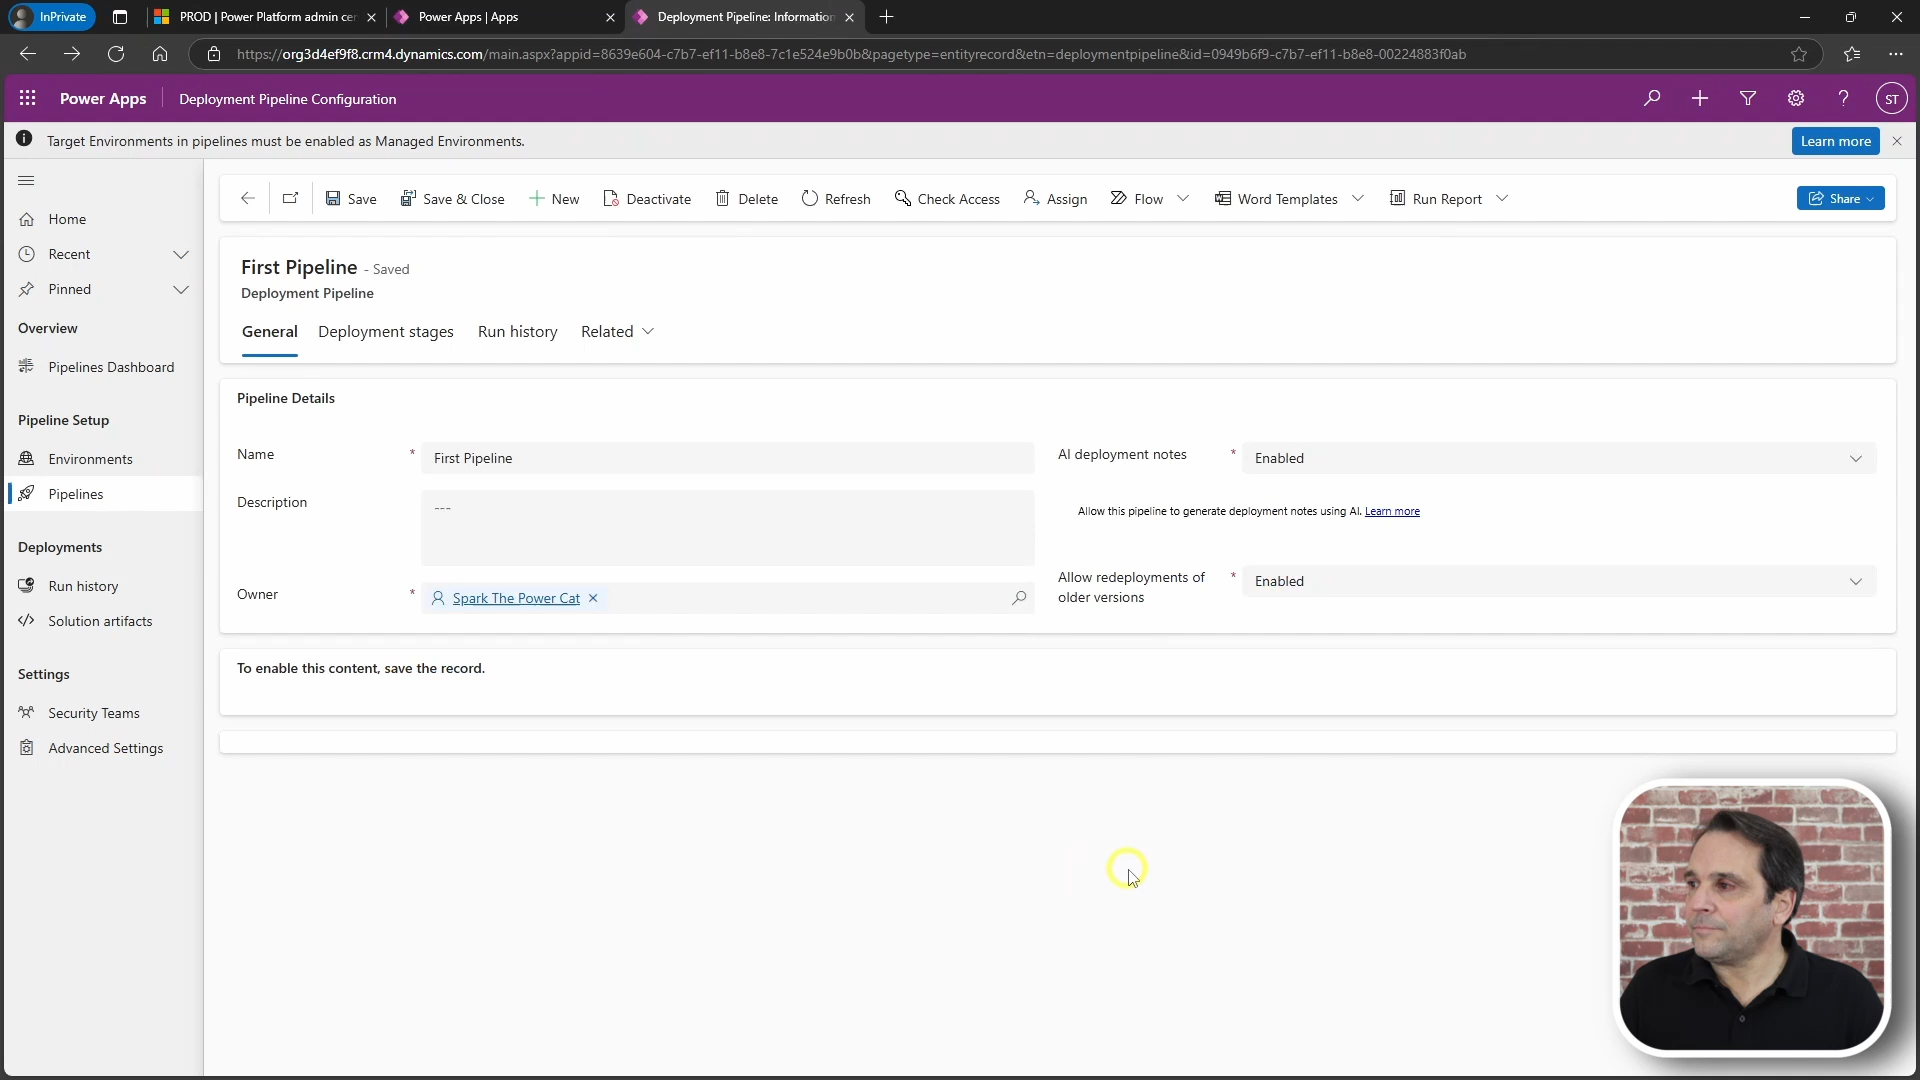 InPrivate
PROD | Power Platform admin cen
Power Apps | Apps
Deployment Pipeline: Information
https://org3d4ef9f8.crm4.dynamics.com/main.aspx?appid=8639e604-c7b7-ef11-b8e8-7c1e524e9b0b&pagetype=entityrecord&etn=deploymentpipeline&id=0949b6f9-c7b7-ef11-b8e8-00224883f0ab
Power Apps
Deployment Pipeline Configuration
ST
Target Environments in pipelines must be enabled as Managed Environments.
Learn more
Save
Save & Close
New
Deactivate
Delete
Refresh
Check Access
Assign
Flow
Word Templates
Run Report
Share
Home
Recent
Pinned
Overview
Pipelines Dashboard
Pipeline Setup
Environments
Pipelines
Deployments
Run history
Solution artifacts
Settings
Security Teams
Advanced Settings
First Pipeline - Saved
Deployment Pipeline
General
Deployment stages
Run history
Related
Pipeline Details
Name *
First Pipeline
Description
---
Owner *
Spark The Power Cat
AI deployment notes *
Enabled
Allow this pipeline to generate deployment notes using AI. Learn more
Allow redeployments of
older versions *
Enabled
To enable this content, save the record.